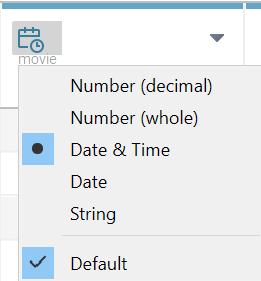 movie
Number (decimal)
Number (whole)
Date & Time
Date
String
Default